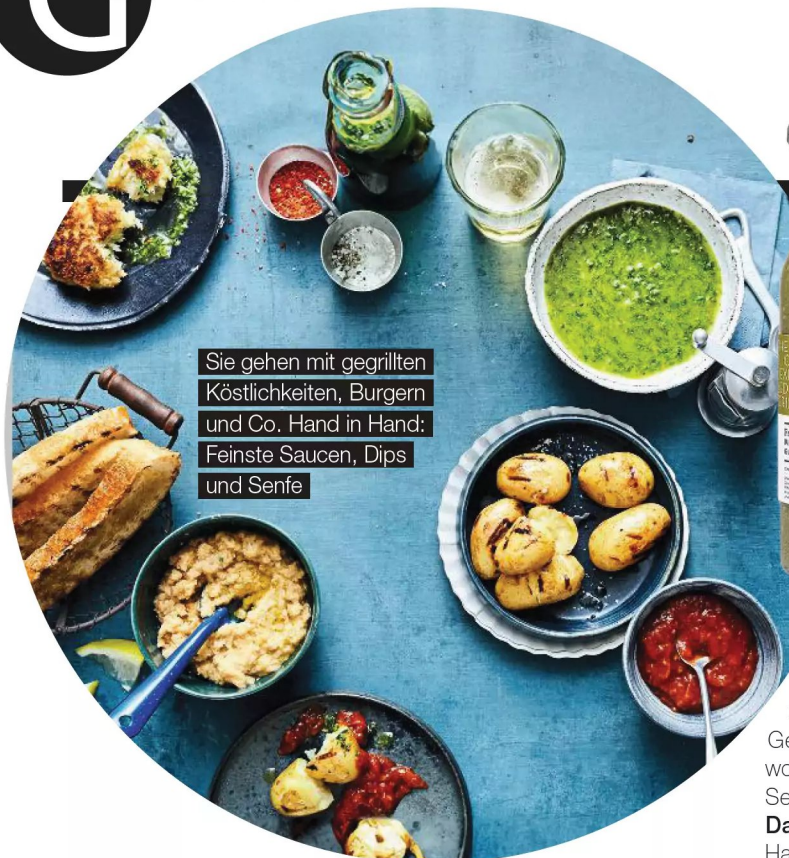 G
Sie gehen mit gegrillten
Köstlichkeiten, Burgern
und Co. Hand in Hand:
Feinste Saucen, Dips
und Senfe